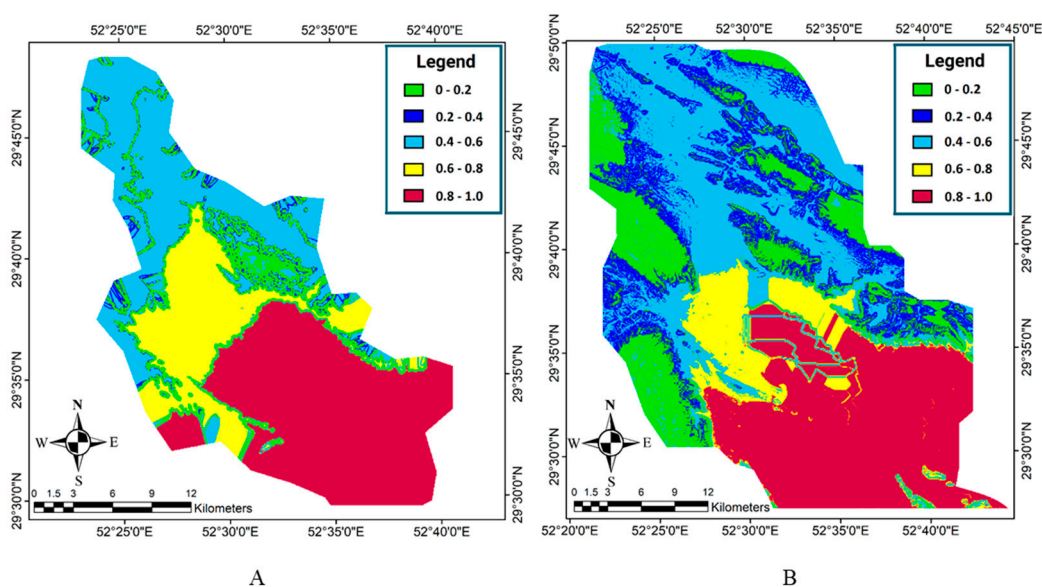 52°25'0"E 52°30'0"E 52°35'0"E 52°40'0"E
29°45'0"N 29°40'0"N 29°35'0"N 29°30'0"N
Legend
0 - 0.2
0.2 - 0.4
0.4 - 0.6
0.6 - 0.8
0.8 - 1.0
29°45'0"N 29°40'0"N 29°35'0"N 29°30'0"N
N
W E
S
0 1.5 3 6 9 12
Kilometers
52°25'0"E 52°30'0"E 52°35'0"E 52°40'0"E
A
52°20'0"E 52°25'0"E 52°30'0"E 52°35'0"E 52°40'0"E 52°45'0"E
29°50'0"N 29°45'0"N 29°40'0"N 29°35'0"N 29°30'0"N
Legend
0 - 0.2
0.2 - 0.4
0.4 - 0.6
0.6 - 0.8
0.8 - 1.0
29°45'0"N 29°40'0"N 29°35'0"N 29°30'0"N
N
W E
S
0 1.5 3 6 9 12
Kilometers
52°20'0"E 52°25'0"E 52°30'0"E 52°35'0"E 52°40'0"E
B